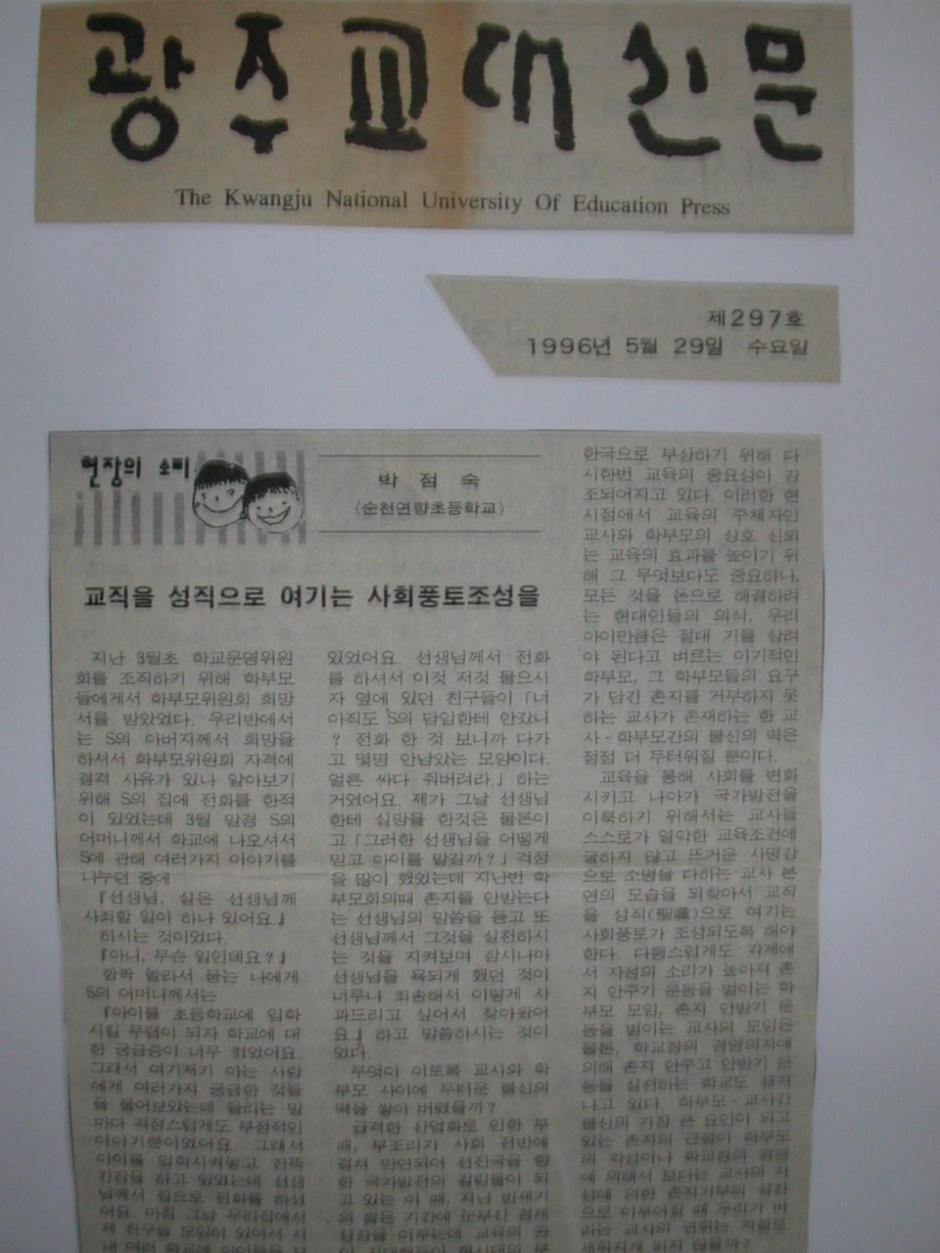 광주교대신문
The Kwangju National University Of Education Press
제297호
1996년 5월 29일 수요일
현장의 소리
박 점 숙
(순천연향초등학교)
교직을 성직으로 여기는 사회풍토조성을
지난 3월초 학교운영위원
회를 조직하기 위해 학부모
들에게서 학부모위원회 희망
서를 받았었다. 우리반에서
는 S의 아버지께서 희망을
하셔서 학부모위원회 자격에
결격 사유가 있나 알아보기
위해 S의 집에 전화를 한적
이 있었는데 3월 말경 S의
어머니께서 학교에 나오셔서
S에 관해 여러가지 이야기를
나누던 중에
『선생님, 실은 선생님께
사죄할 일이 하나 있어요.』
하시는 것이었다.
『아니, 무슨 일인데요?』
깜짝 놀라서 묻는 나에게
S의 어머니께서는
『아이를 초등학교에 입학
시킬 무렵이 되자 학교에 대
한 궁금증이 너무 컸었어요.
그래서 여기저기 아는 사람
에게 여러가지 궁금한 것들
을 물어보았는데 들리는 말
마다 걱정스럽게도 부정적인
이야기뿐이었어요. 그래서
아이를 입학시켜놓고 잔뜩
긴장을 하고 있었는데 선생
님께서 집으로 전화를 하셨
어요. 마침 그날 우리집에서
제 친구들 모임이 있어서 시
내 여러 학교에 아이들을
있었어요. 선생님께서 전화
를 하셔서 이것 저것 물으시
자 옆에 있던 친구들이 「너
아직도 S의 담임한테 안갔니
? 전화 한 것 보니까 다가
고 몇명 안남았는 모양이다.
얼른 싸다 줘버려라.」 하는
거였어요. 제가 그날 선생님
한테 실망을 한것은 물론이
고 「그러한 선생님을 어떻게
믿고 아이를 맡길까?」 걱정
을 많이 했었는데 지난번 학
부모회의때 촌지를 안받는다
는 선생님의 말씀을 듣고 또
선생님께서 그것을 실천하시
는 것을 지켜보며 잠시나마
선생님을 욕되게 했던 것이
너무나 죄송해서 이렇게 사
과드리고 싶어서 찾아왔어
요.』 하고 말씀하시는 것이
었다.
무엇이 이토록 교사와 학
부모 사이에 두터운 불신의
벽을 쌓아 버렸을까?
급격한 산업화로 인한 부
패, 부조리가 사회 전반에
걸쳐 만연되어 선진국을 향
한 국가발전의 걸림돌이 되
고 있는 이 때, 지난 반세기
의 짧은 기간에 눈부신 경제
성장을 이루는데 교육의 공
한국으로 부상하기 위해 다
시한번 교육의 중요성이 강
조되어지고 있다. 이러한 현
시점에서 교육의 주체자인
교사와 학부모의 상호 신뢰
는 교육의 효과를 높이기 위
해 그 무엇보다도 중요하나,
모든 것을 돈으로 해결하려
는 현대인들의 의식, 우리
아이만큼은 절대 기를 살려
야 된다고 벼르는 이기적인
학부모, 그 학부모들의 요구
가 담긴 촌지를 거부하지 못
하는 교사가 존재하는 한 교
사-학부모간의 불신의 벽은
점점 더 두터워질 뿐이다.
교육을 통해 사회를 변화
시키고 나아가 국가발전을
이룩하기 위해서는 교사들
스스로가 열악한 교육조건에
굴하지 않고 뜨거운 사명감
으로 소명을 다하는 교사 본
연의 모습을 되찾아서 교직
을 성직(聖職)으로 여기는
사회풍토가 조성되도록 해야
한다. 다행스럽게도 각계에
서 자성의 소리가 높아져 촌
지 안주기 운동을 벌이는 학
부모 모임, 촌지 안받기 운
동을 벌이는 교사의 모임은
물론, 학교장의 경영의지에
의해 촌지 안주고 안받기 운
동을 실천하는 학교도 생겨
나고 있다. 학부모-교사간
불신의 가장 큰 요인이 되고
있는 촌지의 근절이 학부모
의 각성이나 학교장의 경영
에 의해서 보다는 교사의 자
성에 의한 촌지거부의 실천
으로 이루어질 때 우리가 바
라는 교사의 권위는 저절로
세워지게 되지 않을까?